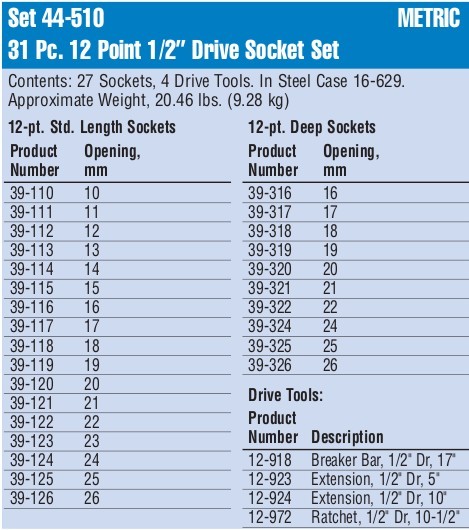 Set 44-510 METRIC
31 Pc. 12 Point 1/2″ Drive Socket Set
Contents: 27 Sockets, 4 Drive Tools. In Steel Case 16-629.
Approximate Weight, 20.46 lbs. (9.28 kg)
12-pt. Std. Length Sockets
Product Opening,
Number mm
39-110 10
39-111 11
39-112 12
39-113 13
39-114 14
39-115 15
39-116 16
39-117 17
39-118 18
39-119 19
39-120 20
39-121 21
39-122 22
39-123 23
39-124 24
39-125 25
39-126 26
12-pt. Deep Sockets
Product Opening,
Number mm
39-316 16
39-317 17
39-318 18
39-319 19
39-320 20
39-321 21
39-322 22
39-324 24
39-325 25
39-326 26
Drive Tools:
Product
Number Description
12-918 Breaker Bar, 1/2" Dr, 17"
12-923 Extension, 1/2" Dr, 5"
12-924 Extension, 1/2" Dr, 10"
12-972 Ratchet, 1/2" Dr, 10-1/2"